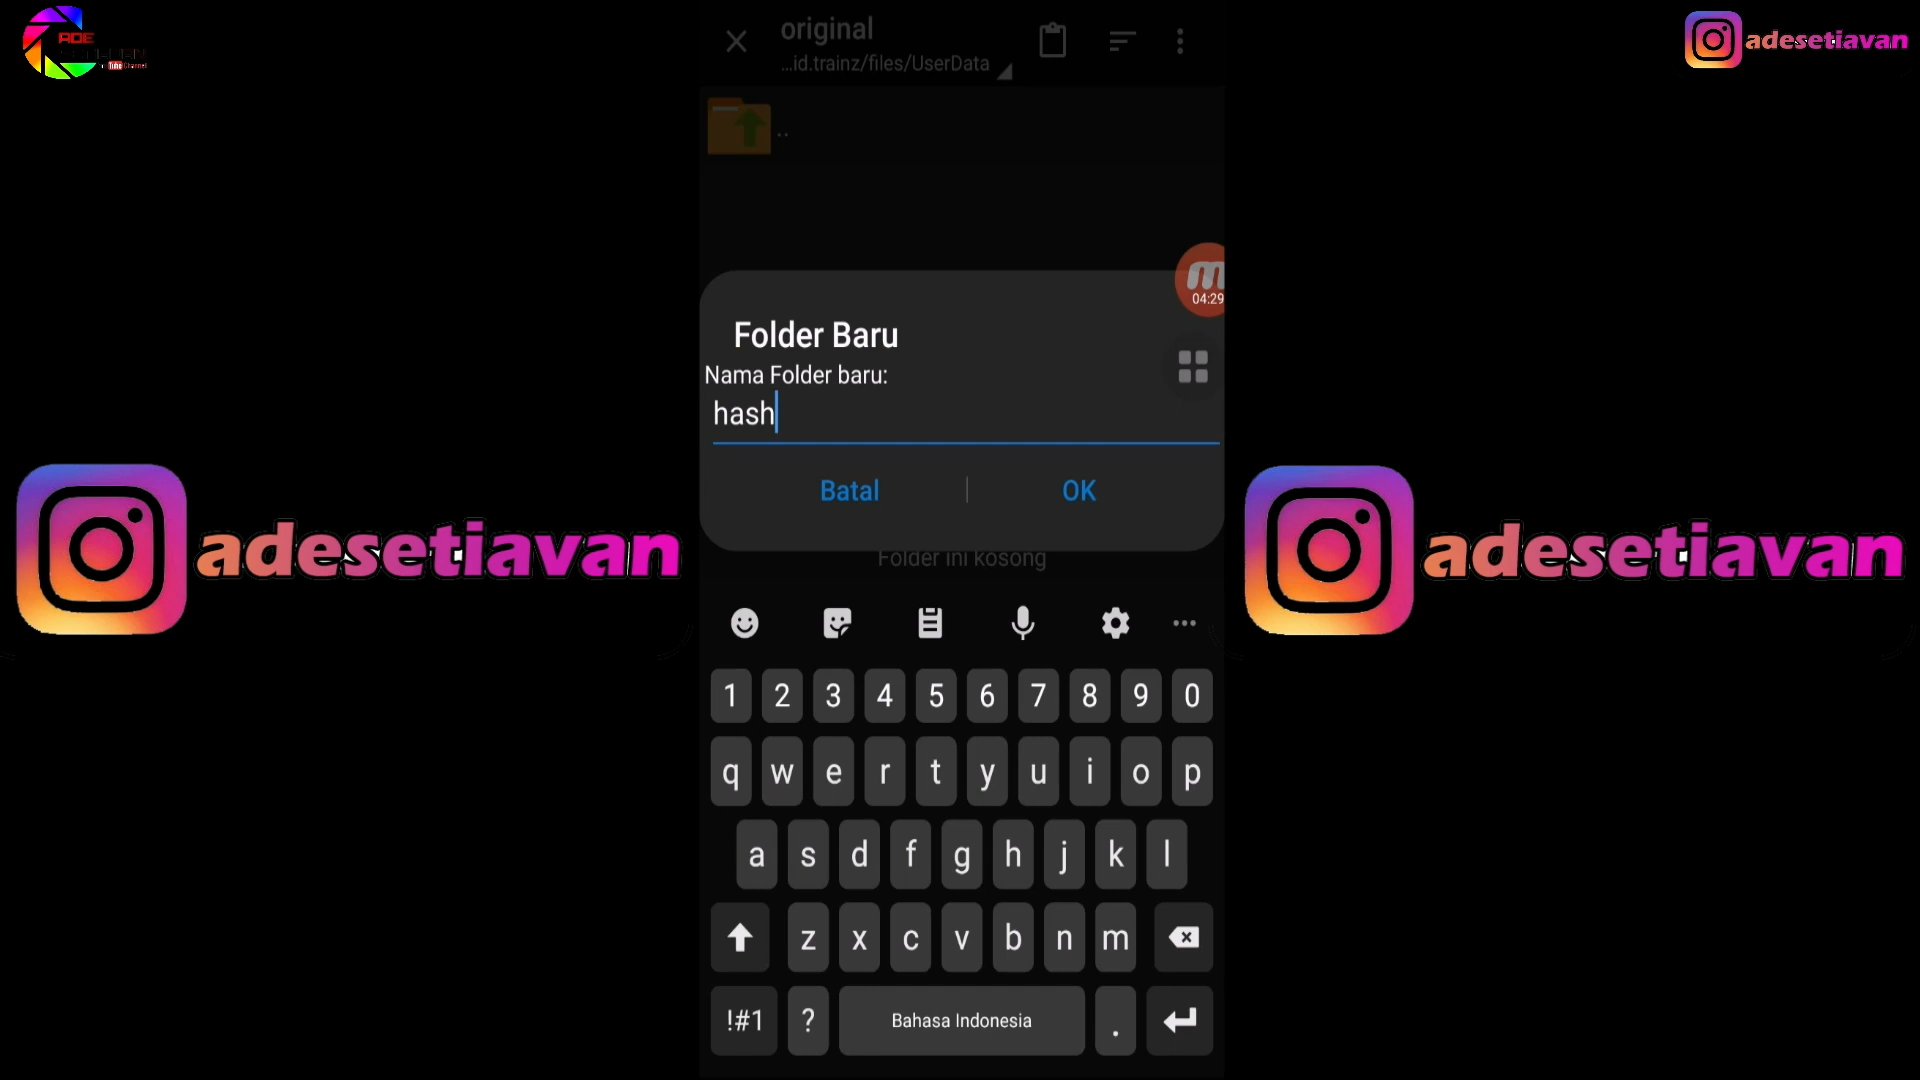 ADE
original
...id.trainz/files/UserData
adesetiavan
..
04:29
Folder Baru
Nama Folder baru:
hash
Batal
OK
Folder ini kosong
adesetiavan
adesetiavan
1 2 3 4 5 6 7 8 9 0
q w e r t y u i o p
a s d f g h j k l
z x c v b n m
!#1 ? Bahasa Indonesia .